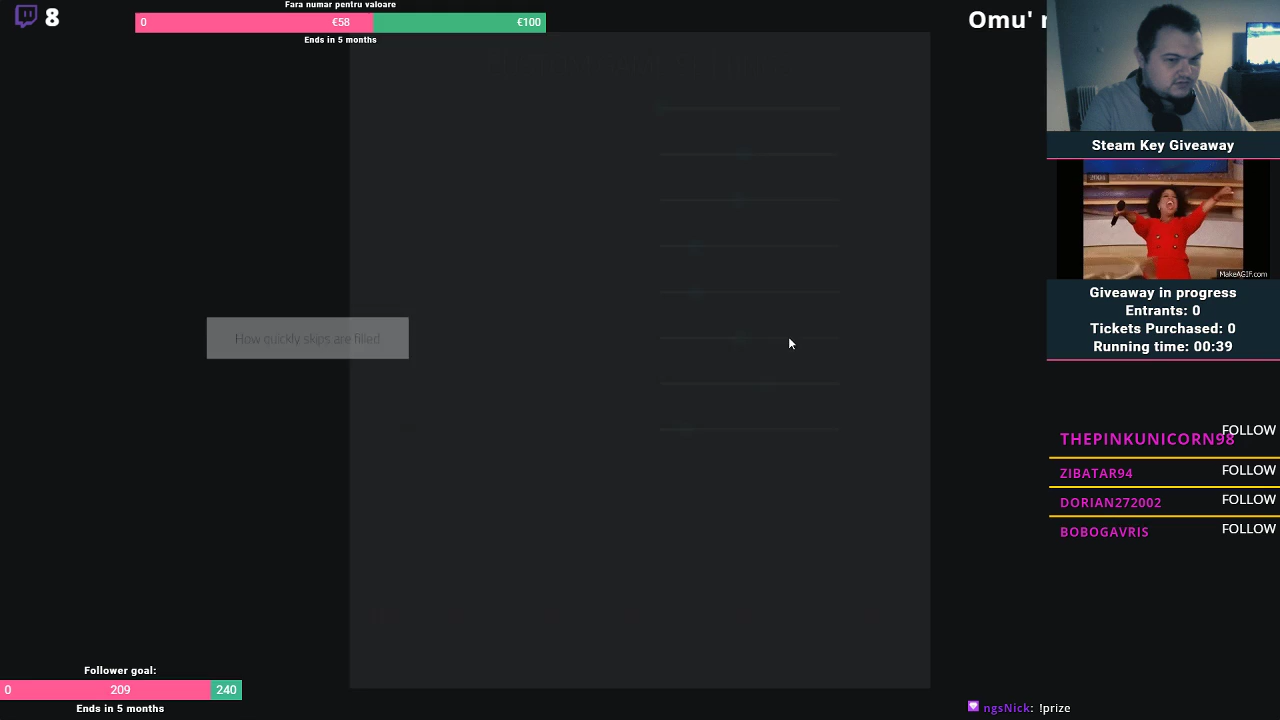 8
Fara numar pentru valoare
0 €58 €100
Ends in 5 months
Omu'
Steam Key Giveaway
MakeAGIF.com
Giveaway in progress
Entrants: 0
Tickets Purchased: 0
Running time: 00:39
How quickly skips are filled
THEPINKUNICORN98 FOLLOW
ZIBATAR94 FOLLOW
DORIAN272002 FOLLOW
BOBOGAVRIS FOLLOW
Follower goal:
0 209 240
Ends in 5 months
ngsNick: !prize